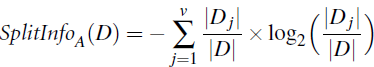 SplitInfo_A(D) = − ∑_{j=1}^{v} |D_j| / |D| × log_2(|D_j| / |D|)